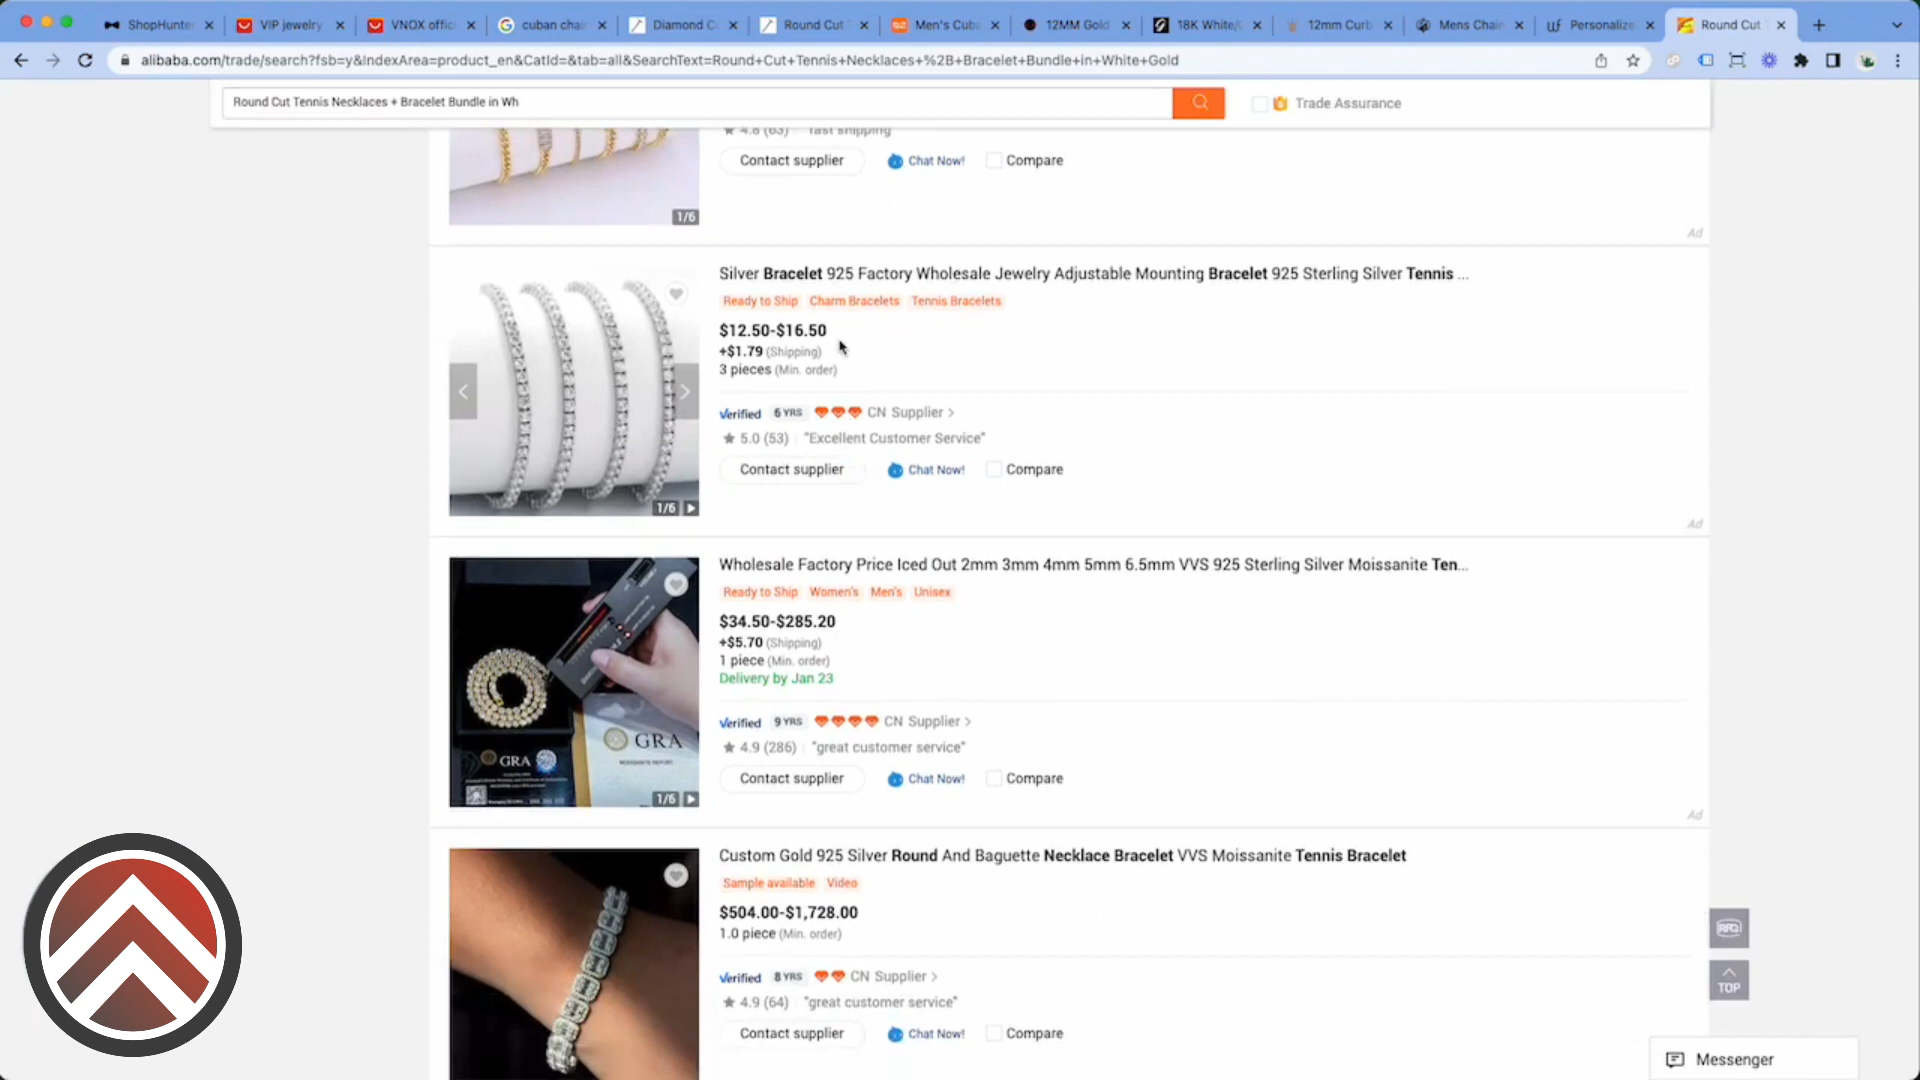 ShopHunter
VIP jewelry
VNOX offic
cuban chai
Diamond C
Round Cut
Men's Cub
12MM Gold
18K White/
12mm Curb
Mens Chain
Personalize
Round Cut
alibaba.com/trade/search?fsb=y&IndexArea=product_en&CatId=&tab=all&SearchText=Round+Cut+Tennis+Necklaces+%2B+Bracelet+Bundle+in+White+Gold
Round Cut Tennis Necklaces + Bracelet Bundle in Wh
Trade Assurance
4.8 (63) fast shipping
Contact supplier Chat Now! Compare
1/6
Ad
Silver Bracelet 925 Factory Wholesale Jewelry Adjustable Mounting Bracelet 925 Sterling Silver Tennis ...
Ready to Ship Charm Bracelets Tennis Bracelets
$12.50-$16.50
+$1.79 (Shipping)
3 pieces (Min. order)
Verified 6 YRS CN Supplier >
5.0 (53) "Excellent Customer Service"
Contact supplier Chat Now! Compare
1/6
Ad
Wholesale Factory Price Iced Out 2mm 3mm 4mm 5mm 6.5mm VVS 925 Sterling Silver Moissanite Ten...
Ready to Ship Women's Men's Unisex
$34.50-$285.20
+$5.70 (Shipping)
1 piece (Min. order)
Delivery by Jan 23
Verified 9 YRS CN Supplier >
4.9 (286) "great customer service"
Contact supplier Chat Now! Compare
GRA
MOISSANITE REPORT
GRA
1/6
Ad
Custom Gold 925 Silver Round And Baguette Necklace Bracelet VVS Moissanite Tennis Bracelet
Sample available Video
$504.00-$1,728.00
1.0 piece (Min. order)
Verified 8 YRS CN Supplier >
4.9 (64) "great customer service"
Contact supplier Chat Now! Compare
RFQ
TOP
Messenger